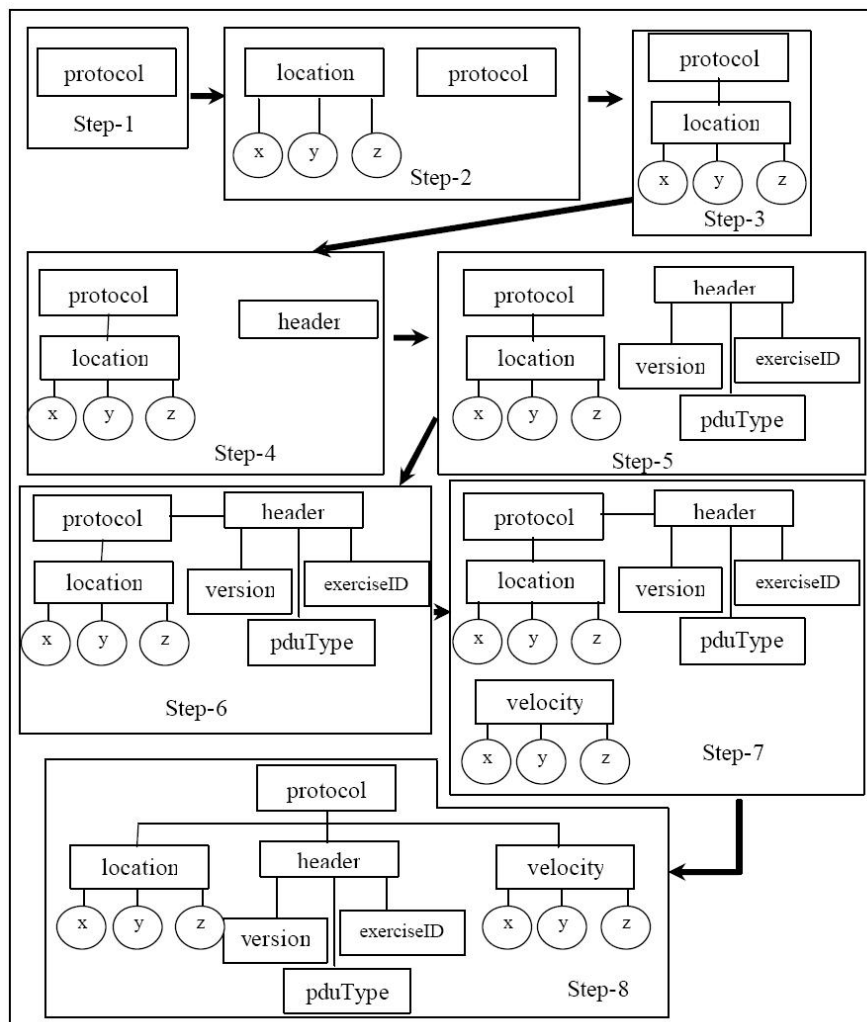 protocol
Step-1
location protocol
x y z
Step-2
protocol
location
x y z
Step-3
protocol
header
location
x y z
Step-4
protocol header
location version exerciseID
x y z
pduType
Step-5
protocol header
location version exerciseID
x y z
pduType
Step-6
protocol header
location version exerciseID
x y z
pduType
velocity
x y z
Step-7
protocol
location header velocity
x y z version exerciseID x y z
pduType
Step-8